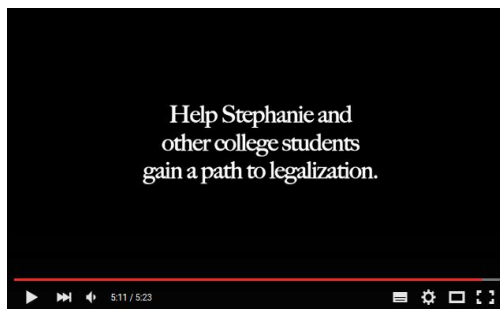 Help Stephanie and
other college students
gain a path to legalization.
5:11 / 5:23